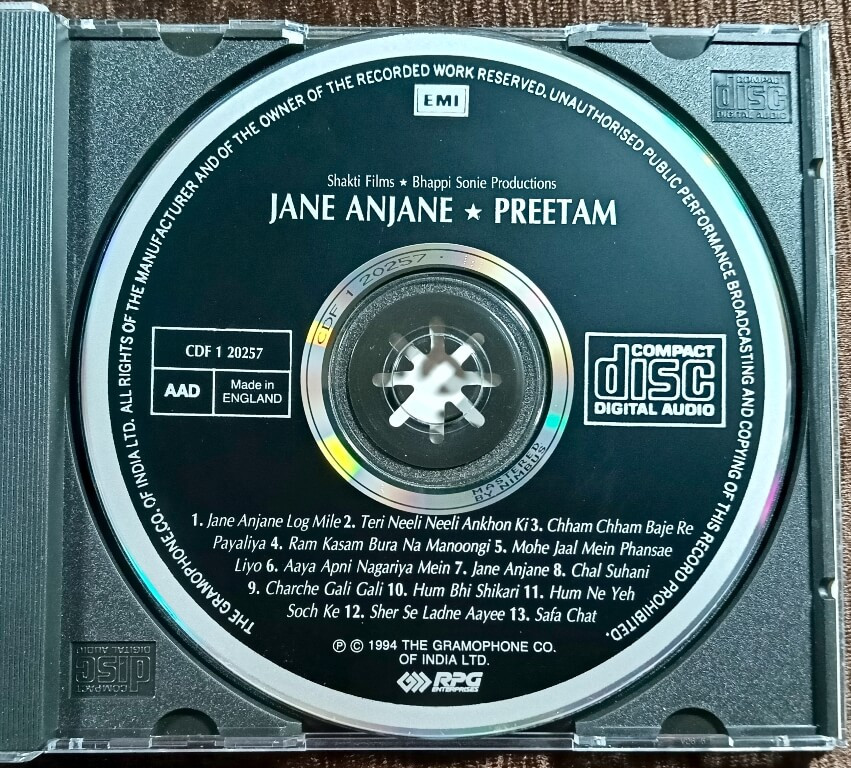 THE GRAMOPHONE.CO. OF INDIA LTD. ALL RIGHTS OF THE MANUFACTURER AND OF THE OWNER OF THE RECORDED WORK RESERVED. UNAUTHORISED PUBLIC PERFORMANCE BROADCASTING AND COPYING OF THIS RECORD PROHIBITED.
EMI
COMPACT
disc
DIGITAL AUDIO
Shakti Films ★ Bhappi Sonie Productions
JANE ANJANE ★ PREETAM
CDF 1 20257
CDF 1 20257
AAD
Made in
ENGLAND
COMPACT
disc
DIGITAL AUDIO
MASTERED
BY NIMBUS
1. Jane Anjane Log Mile 2. Teri Neeli Neeli Ankhon Ki 3. Chham Chham Baje Re
Payaliya 4. Ram Kasam Bura Na Manoongi 5. Mohe Jaal Mein Phansae
Liyo 6. Aaya Apni Nagariya Mein 7. Jane Anjane 8. Chal Suhani
9. Charche Gali Gali 10. Hum Bhi Shikari 11. Hum Ne Yeh
Soch Ke 12. Sher Se Ladne Aayee 13. Safa Chat
℗ © 1994 THE GRAMOPHONE CO.
OF INDIA LTD.
RPG
ENTERPRISES
COMPACT
disc
DIGITAL AUDIO